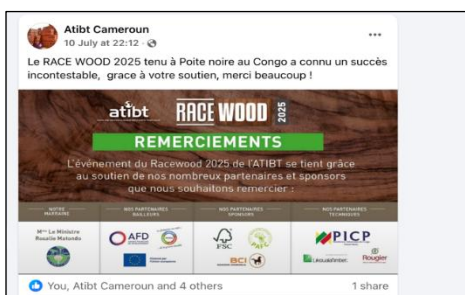 Atibt Cameroun
10 July at 22:12
Le RACE WOOD 2025 tenu à Poite noire au Congo a connu un succès
incontestable, grace à votre soutien, merci beaucoup !
atibt RACE WOOD 2025
REMERCIEMENTS
L'événement du Racewood 2025 de l'ATIBT se tient grâce
au soutien de nos nombreux partenaires et sponsors
que nous souhaitons remercier :
NOTRE MARRAINE
NOS PARTENAIRES BAILLEURS
NOS PARTENAIRES SPONSORS
NOS PARTENAIRES TECHNIQUES
Mme La Ministre
Rosalie Matondo
AFD
FSC
BCI
PPICP
Rougier
You, Atibt Cameroun and 4 others
1 share